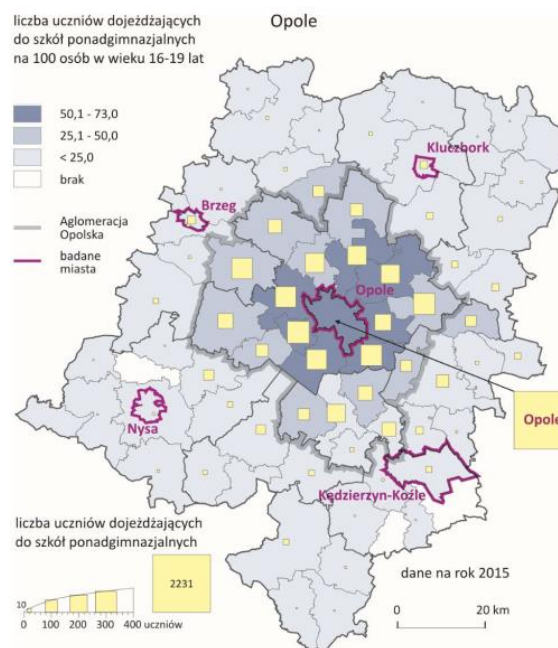 Opole
liczba uczniów dojeżdżających
do szkół ponadgimnazjalnych
na 100 osób w wieku 16-19 lat
50,1 - 73,0
25,1 - 50,0
< 25,0
brak
Aglomeracja
Opolska
badane
miasta
Kluczbork
Brzeg
Opole
Opole
Nysa
Kędzierzyn-Koźle
liczba uczniów dojeżdżających
do szkół ponadgimnazjalnych
2231
10
0 100 200 300 400 uczniów
dane na rok 2015
0 20 km